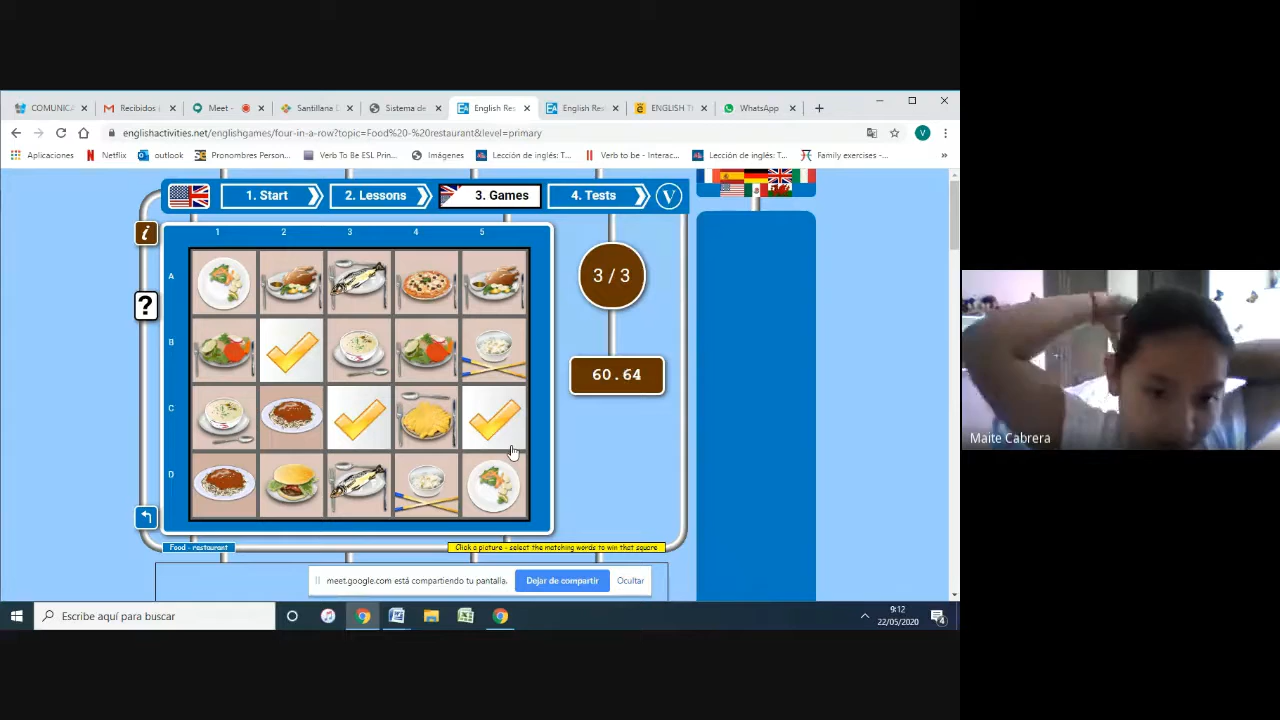 COMUNICA Recibidos Meet - Santillana Sistema de English Res English Res ENGLISH T WhatsApp
englishactivities.net/englishgames/four-in-a-row?topic=Food%20-%20restaurant&level=primary V
Aplicaciones Netflix outlook Pronombres Person... Verb To Be ESL Prin... Imágenes Lección de inglés: T... Verb to be - Interac... Lección de inglés: T... Family exercises -... »
1. Start 2. Lessons 3. Games 4. Tests V
i
1 2 3 4 5
A
3 / 3
?
B
60.64
C
D
Food - restaurant Click a picture - select the matching words to win that square
meet.google.com está compartiendo tu pantalla. Dejar de compartir Ocultar
Escribe aquí para buscar
9:12
22/05/2020
4
Maite Cabrera